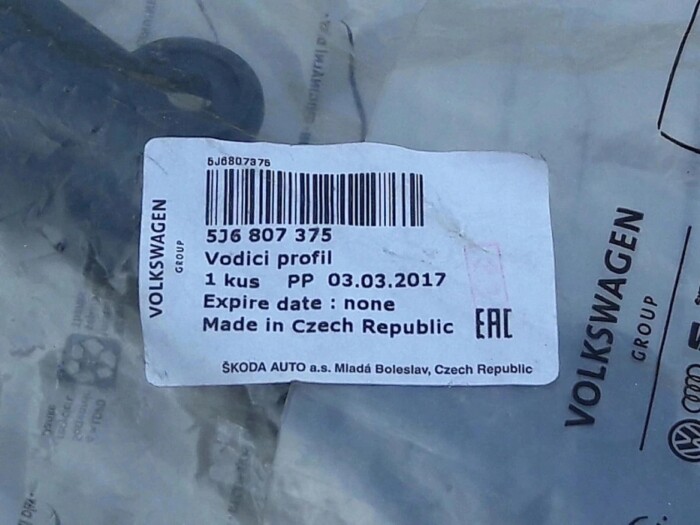 5J6807375
5J6 807 375
Vodici profil
1 kus PP 03.03.2017
Expire date : none
Made in Czech Republic
EAC
ŠKODA AUTO a.s. Mladá Boleslav, Czech Republic
VOLKSWAGEN
GROUP
VOLKSWAGEN
GROUP